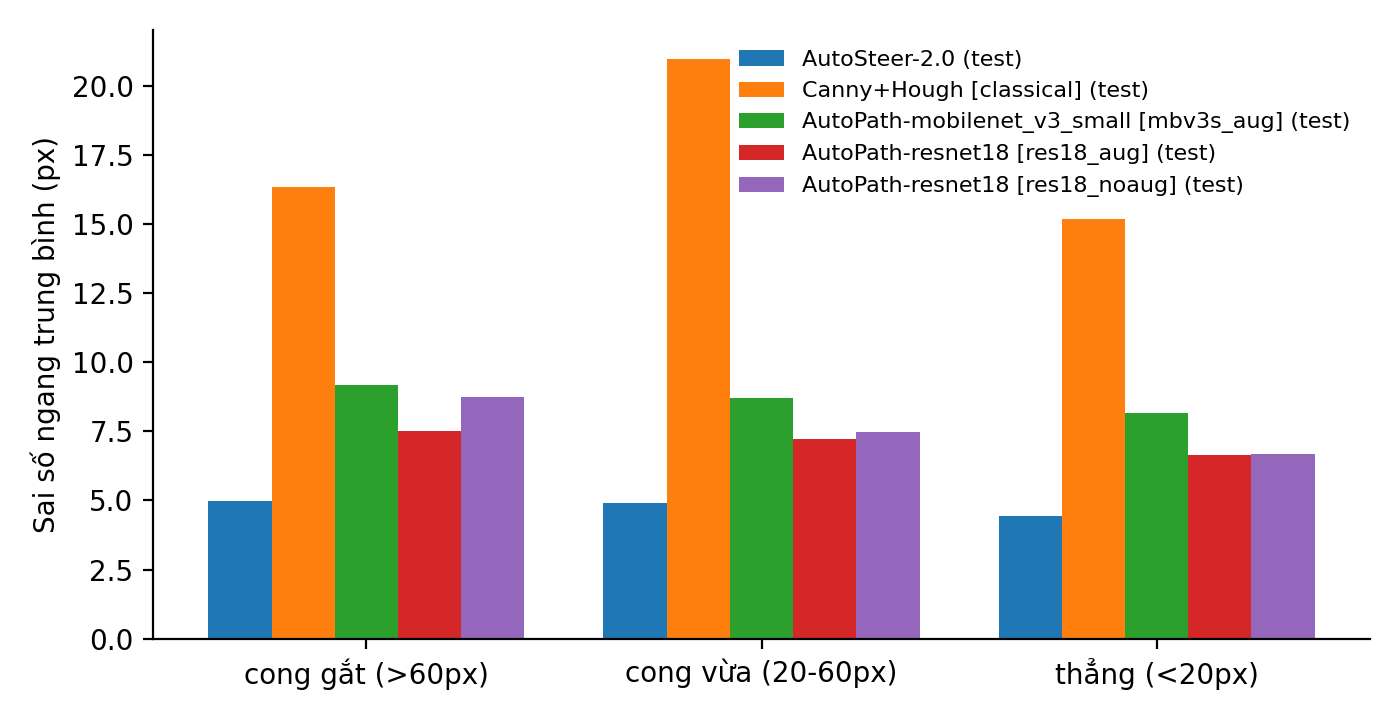 Sai số ngang trung bình (px)
20.0
17.5
15.0
12.5
10.0
7.5
5.0
2.5
0.0
AutoSteer-2.0 (test)
Canny+Hough [classical] (test)
AutoPath-mobilenet_v3_small [mbv3s_aug] (test)
AutoPath-resnet18 [res18_aug] (test)
AutoPath-resnet18 [res18_noaug] (test)
cong gắt (>60px)
cong vừa (20-60px)
thẳng (<20px)